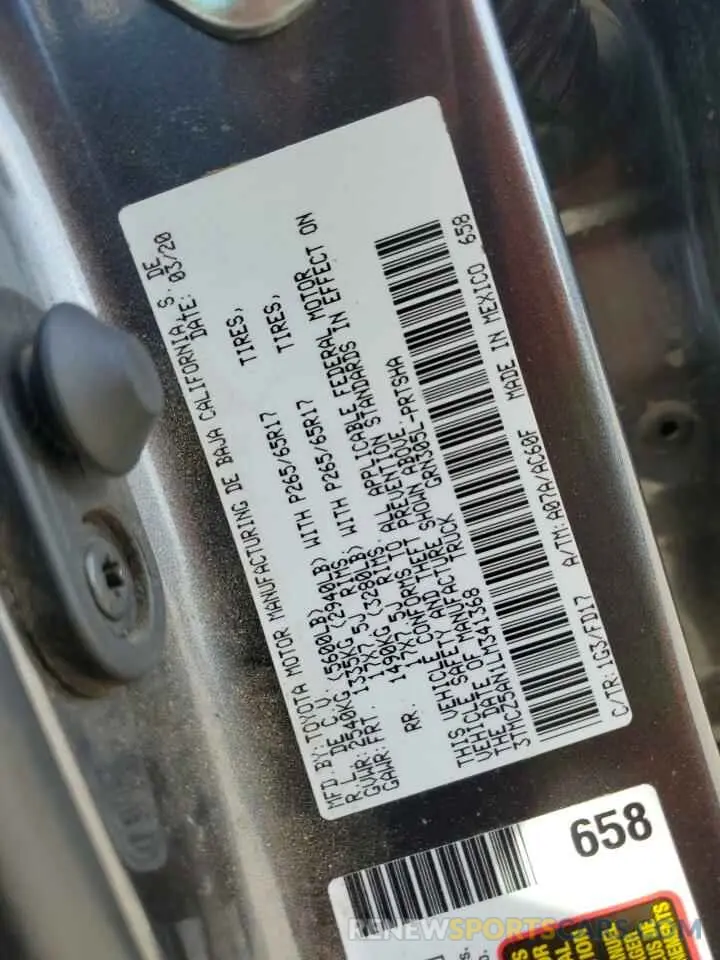 MFD. BY: TOYOTA MOTOR MANUFACTURING DE BAJA CALIFORNIA, S. DE
R. L. DE C.V. DATE: 03/20
GVWR: 2540KG (5600LB)
GAWR: FRT. 1335KG (2940LB) WITH P265/65R17 TIRES,
17X7.5J RIMS,
RR. 1490KG (3280LB) WITH P265/65R17 TIRES,
17X7.5J RIMS,
THIS VEHICLE CONFORMS TO ALL APPLICABLE FEDERAL MOTOR
VEHICLE SAFETY AND THEFT PREVENTION STANDARDS IN EFFECT ON
THE DATE OF MANUFACTURE SHOWN ABOVE.
3TMCZ5AN1LM341368 TRUCK GRN305L-PRTSHA
C/TR: 1G3/FD17 A/TM: A07A/AC60F MADE IN MEXICO 658
658
RENEWSPORTSCARS.COM